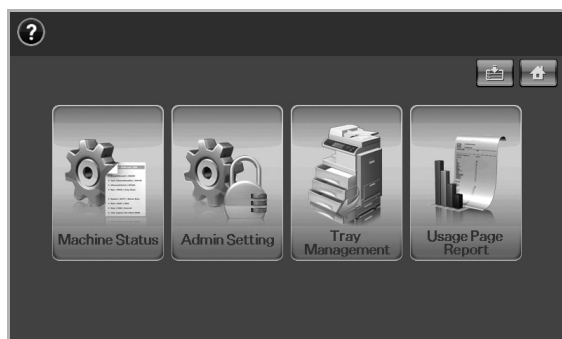 ?
Machine Status
Admin Setting
Tray
Management
Usage Page
Report